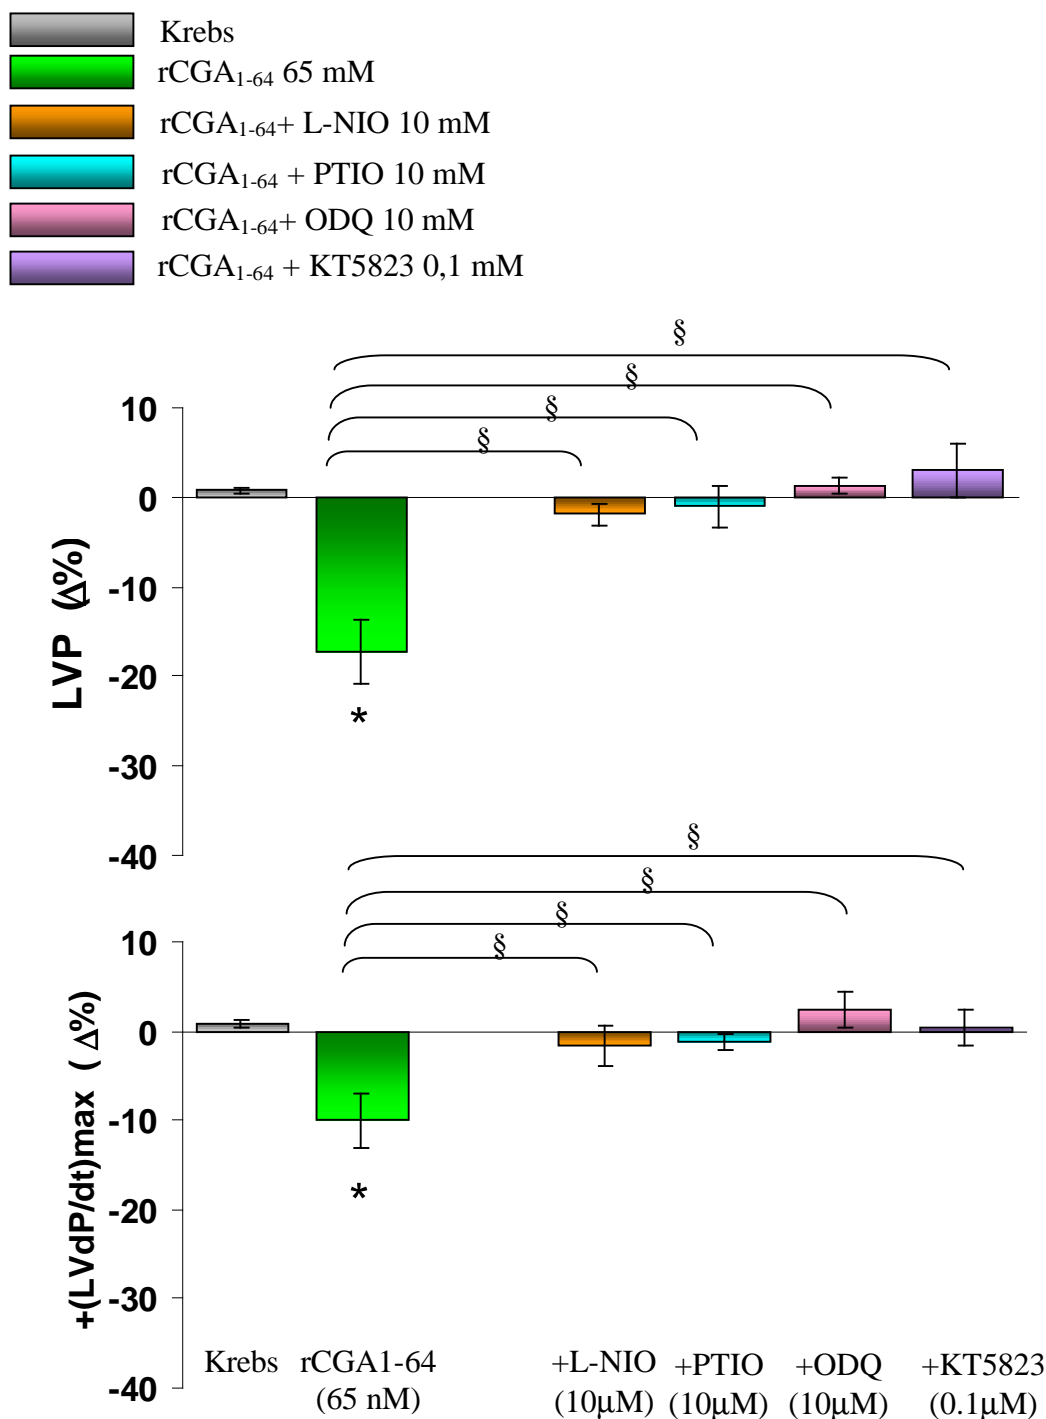 Krebs
rCGA1-64 65 mM
rCGA1-64+ L-NIO 10 mM
rCGA1-64 + PTIO 10 mM
rCGA1-64+ ODQ 10 mM
rCGA1-64 + KT5823 0,1 mM
§
§
§
§
10
0
-10
-20
-30
-40
LVP (Δ%)
*
§
§
§
§
10
0
-10
-20
-30
-40
+(LVdP/dt)max ( Δ%)
*
Krebs rCGA1-64 +L-NIO +PTIO +ODQ +KT5823
(65 nM) (10μM) (10μM) (10μM) (0.1μM)